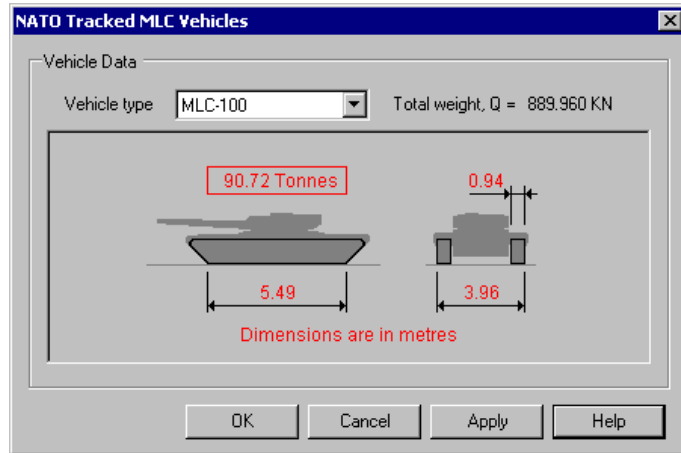 NATO Tracked MLC Vehicles
Vehicle Data
Vehicle type MLC-100 Total weight, Q = 889.960 KN
90.72 Tonnes 0.94
5.49 3.96
Dimensions are in metres
OK Cancel Apply Help